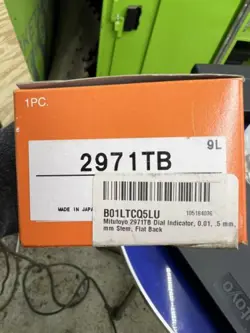 1PC.
9L
2971TB
MADE IN JAPAN
B01LTCQ5LU
105184036
Mitutoyo 2971TB Dial Indicator, 0.01, .5 mm,
mm Stem, Flat Back